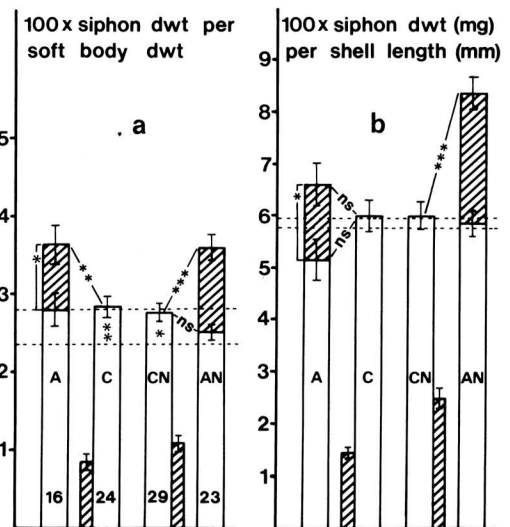 100 x siphon dwt per
soft body dwt
a
5
4
3
2
1
*
**
**
***
ns
*
A C CN AN
16 24 29 23
100 x siphon dwt (mg)
per shell length (mm)
b
9
8
7
6
5
4
3
2
1
*
ns
ns
***
A C CN AN